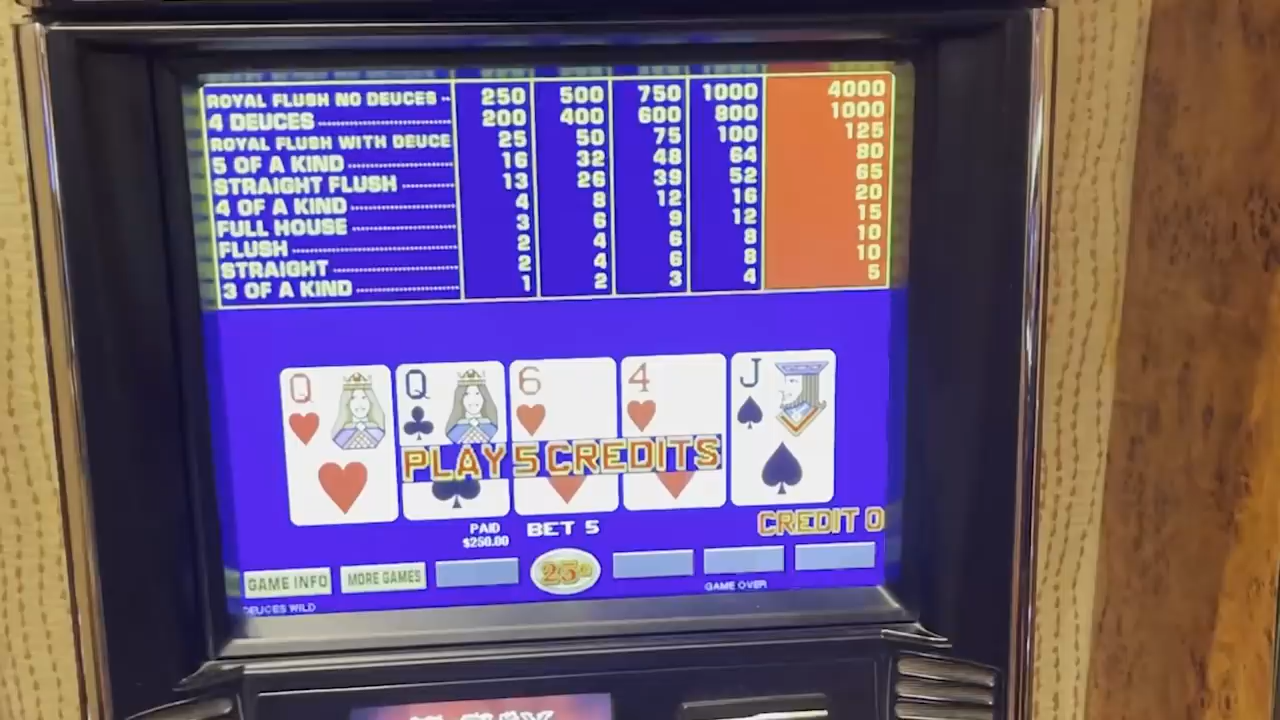 ROYAL FLUSH NO DEUCES 250 500 750 1000 4000
4 DEUCES 200 400 600 800 1000
ROYAL FLUSH WITH DEUCE 25 50 75 100 125
5 OF A KIND 16 32 48 64 80
STRAIGHT FLUSH 13 26 39 52 65
4 OF A KIND 4 8 12 16 20
FULL HOUSE 3 6 9 12 15
FLUSH 2 4 6 8 10
STRAIGHT 2 4 6 8 10
3 OF A KIND 1 2 3 4 5
Q Q 6 4 J
PLAY 5 CREDITS
PAID
$250.00
BET 5
CREDIT 0
GAME INFO MORE GAMES 25¢
GAME OVER
DEUCES WILD